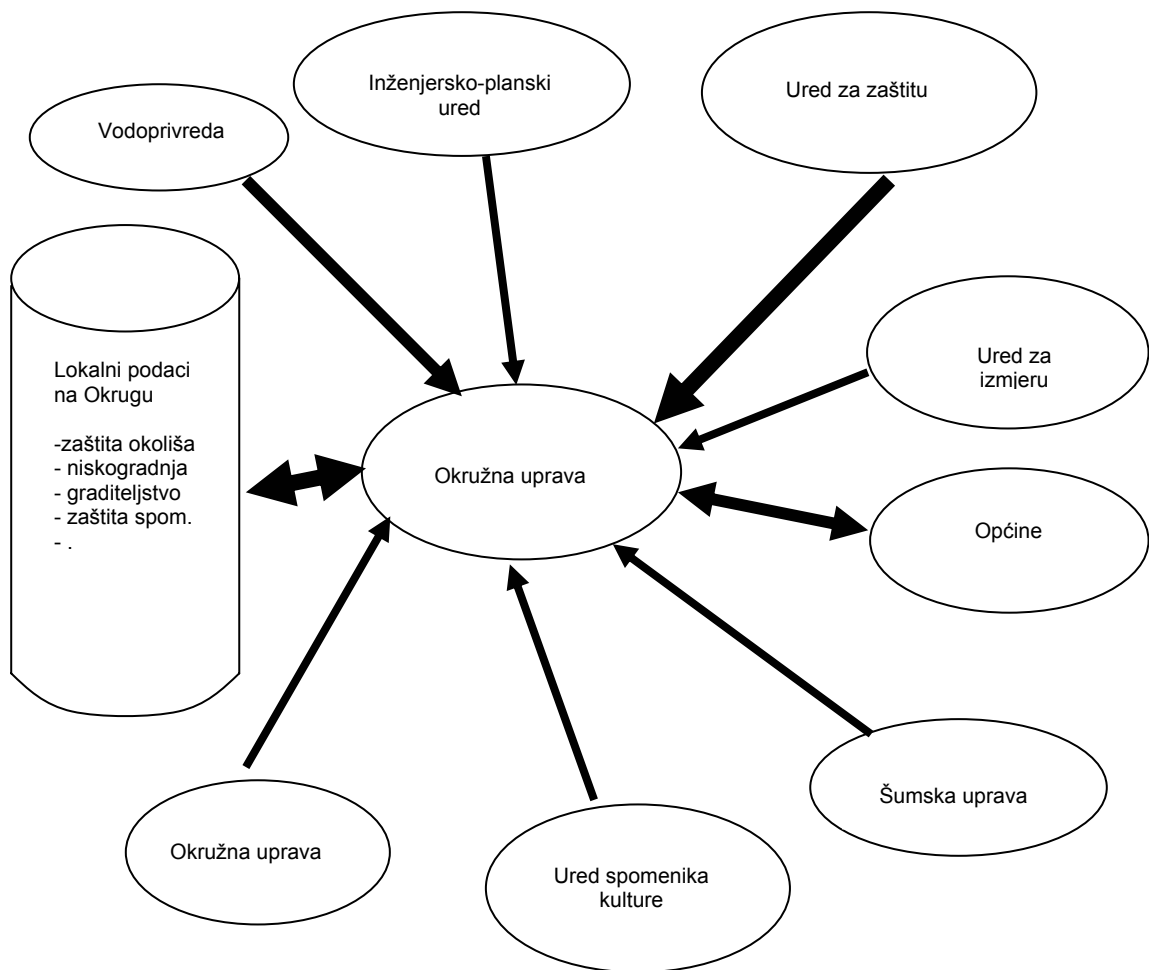 Inženjersko-planski
ured
Ured za zaštitu
Vodoprivreda
Lokalni podaci
na Okrugu
-zaštita okoliša
- niskogradnja
- graditeljstvo
- zaštita spom.
- .
Ured za
izmjeru
Okružna uprava
Općine
Šumska uprava
Okružna uprava
Ured spomenika
kulture